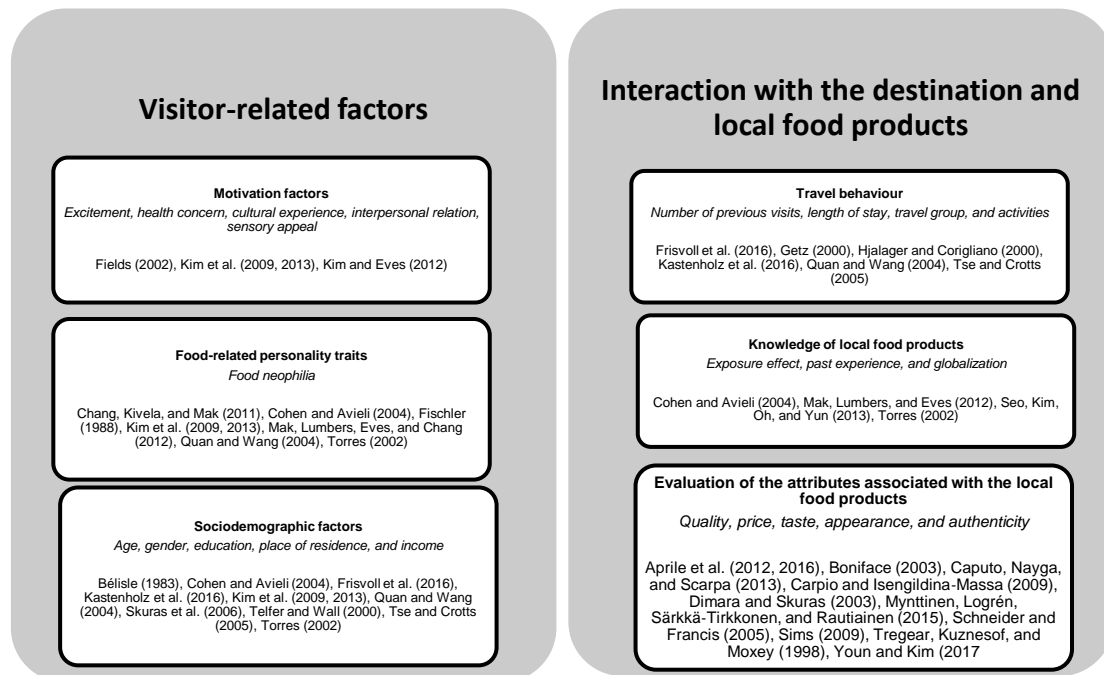 Visitor-related factors
Motivation factors
Excitement, health concern, cultural experience, interpersonal relation,
sensory appeal
Fields (2002), Kim et al. (2009, 2013), Kim and Eves (2012)
Food-related personality traits
Food neophilia
Chang, Kivela, and Mak (2011), Cohen and Avieli (2004), Fischler
(1988), Kim et al. (2009, 2013), Mak, Lumbers, Eves, and Chang
(2012), Quan and Wang (2004), Torres (2002)
Sociodemographic factors
Age, gender, education, place of residence, and income
Bélisle (1983), Cohen and Avieli (2004), Frisvoll et al. (2016),
Kastenholz et al. (2016), Kim et al. (2009, 2013), Quan and Wang
(2004), Skuras et al. (2006), Telfer and Wall (2000), Tse and Crotts
(2005), Torres (2002)
Interaction with the destination and
local food products
Travel behaviour
Number of previous visits, length of stay, travel group, and activities
Frisvoll et al. (2016), Getz (2000), Hjalager and Corigliano (2000),
Kastenholz et al. (2016), Quan and Wang (2004), Tse and Crotts
(2005)
Knowledge of local food products
Exposure effect, past experience, and globalization
Cohen and Avieli (2004), Mak, Lumbers, and Eves (2012), Seo, Kim,
Oh, and Yun (2013), Torres (2002)
Evaluation of the attributes associated with the local
food products
Quality, price, taste, appearance, and authenticity
Aprile et al. (2012, 2016), Boniface (2003), Caputo, Nayga,
and Scarpa (2013), Carpio and Isengildina-Massa (2009),
Dimara and Skuras (2003), Mynttinen, Logrén,
Särkkä-Tirkkonen, and Rautiainen (2015), Schneider and
Francis (2005), Sims (2009), Tregear, Kuznesof, and
Moxey (1998), Youn and Kim (2017